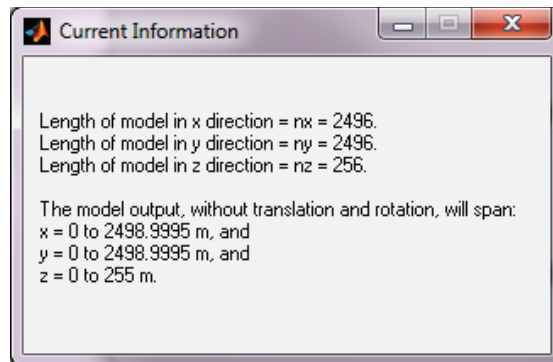 Current Information
Length of model in x direction = nx = 2496.
Length of model in y direction = ny = 2496.
Length of model in z direction = nz = 256.
The model output, without translation and rotation, will span:
x = 0 to 2498.9995 m, and
y = 0 to 2498.9995 m, and
z = 0 to 255 m.